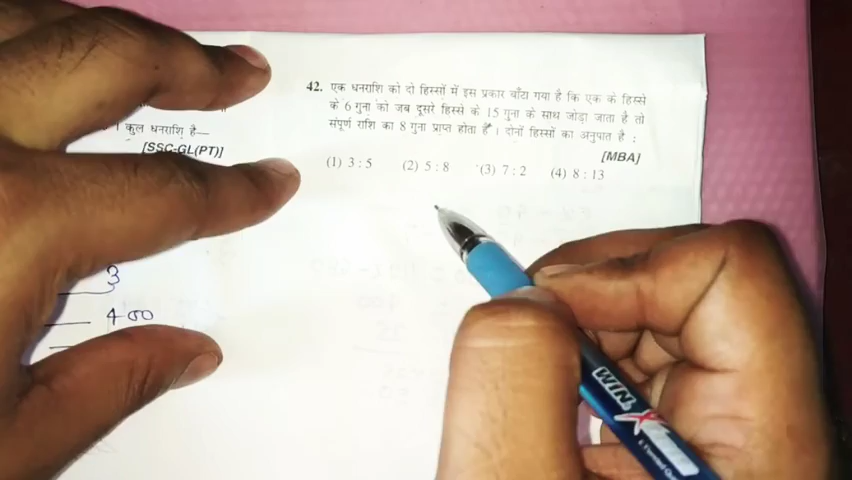 42. एक धनराशि को दो हिस्सों में इस प्रकार बाँटा गया है कि एक के हिस्से
के 6 गुना को जब दूसरे हिस्से के 15 गुना के साथ जोड़ा जाता है तो
संपूर्ण राशि का 8 गुना प्राप्त होता है। दोनों हिस्सों का अनुपात है :
[MBA]
(1) 3 : 5 (2) 5 : 8 (3) 7 : 2 (4) 8 : 13
। कुल धनराशि है—
[SSC-GL(PT)]
3
400
WIN